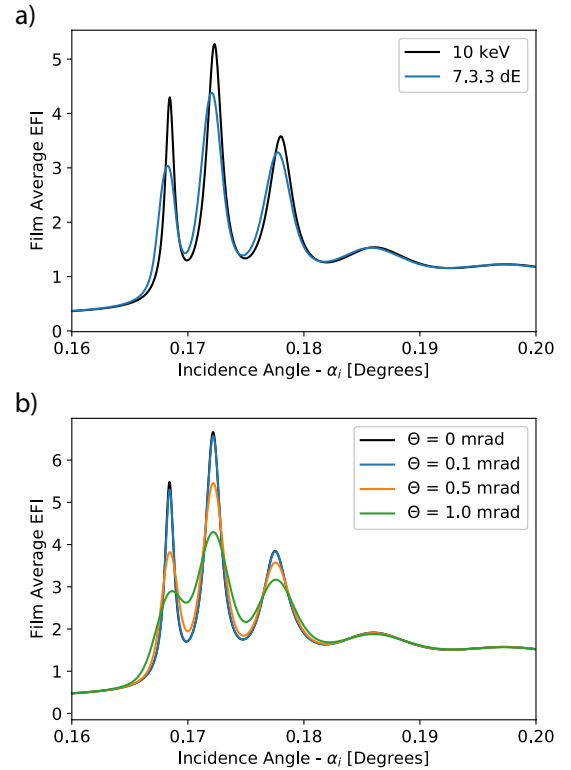 a)
10 keV
7.3.3 dE
Film Average EFI
5
4
3
2
1
0
0.16
0.17
0.18
0.19
0.20
Incidence Angle - αi [Degrees]
b)
Θ = 0 mrad
Θ = 0.1 mrad
Θ = 0.5 mrad
Θ = 1.0 mrad
Film Average EFI
6
5
4
3
2
1
0
0.16
0.17
0.18
0.19
0.20
Incidence Angle - αi [Degrees]